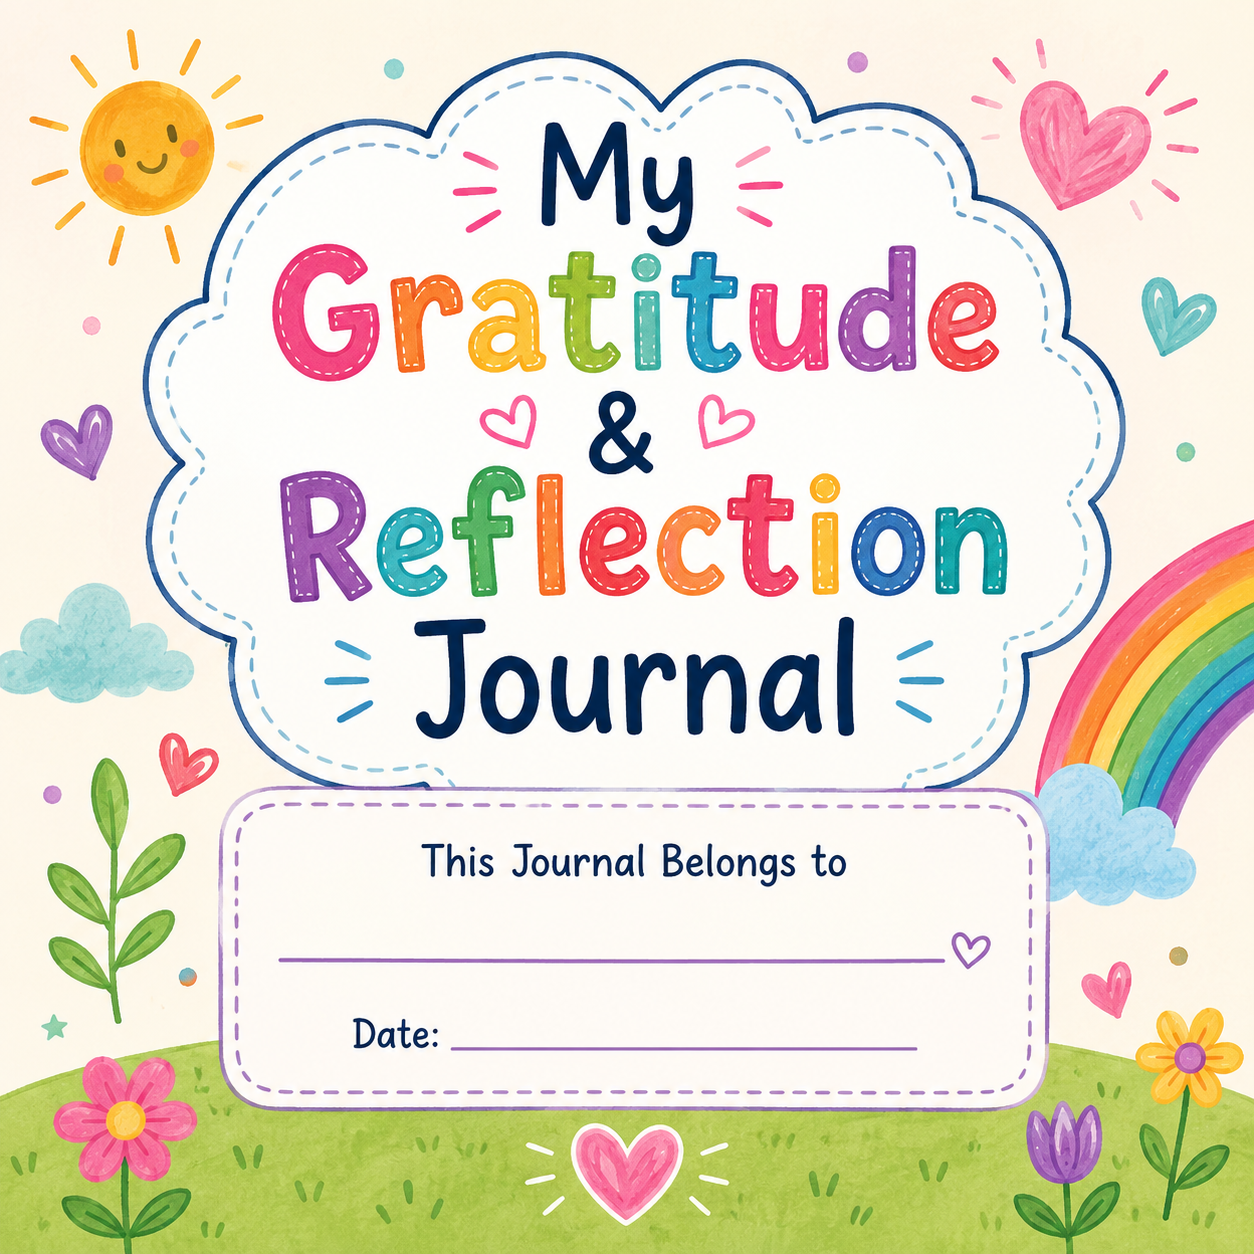 My
Gratitude
&
Reflection
Journal
This Journal Belongs to
Date: